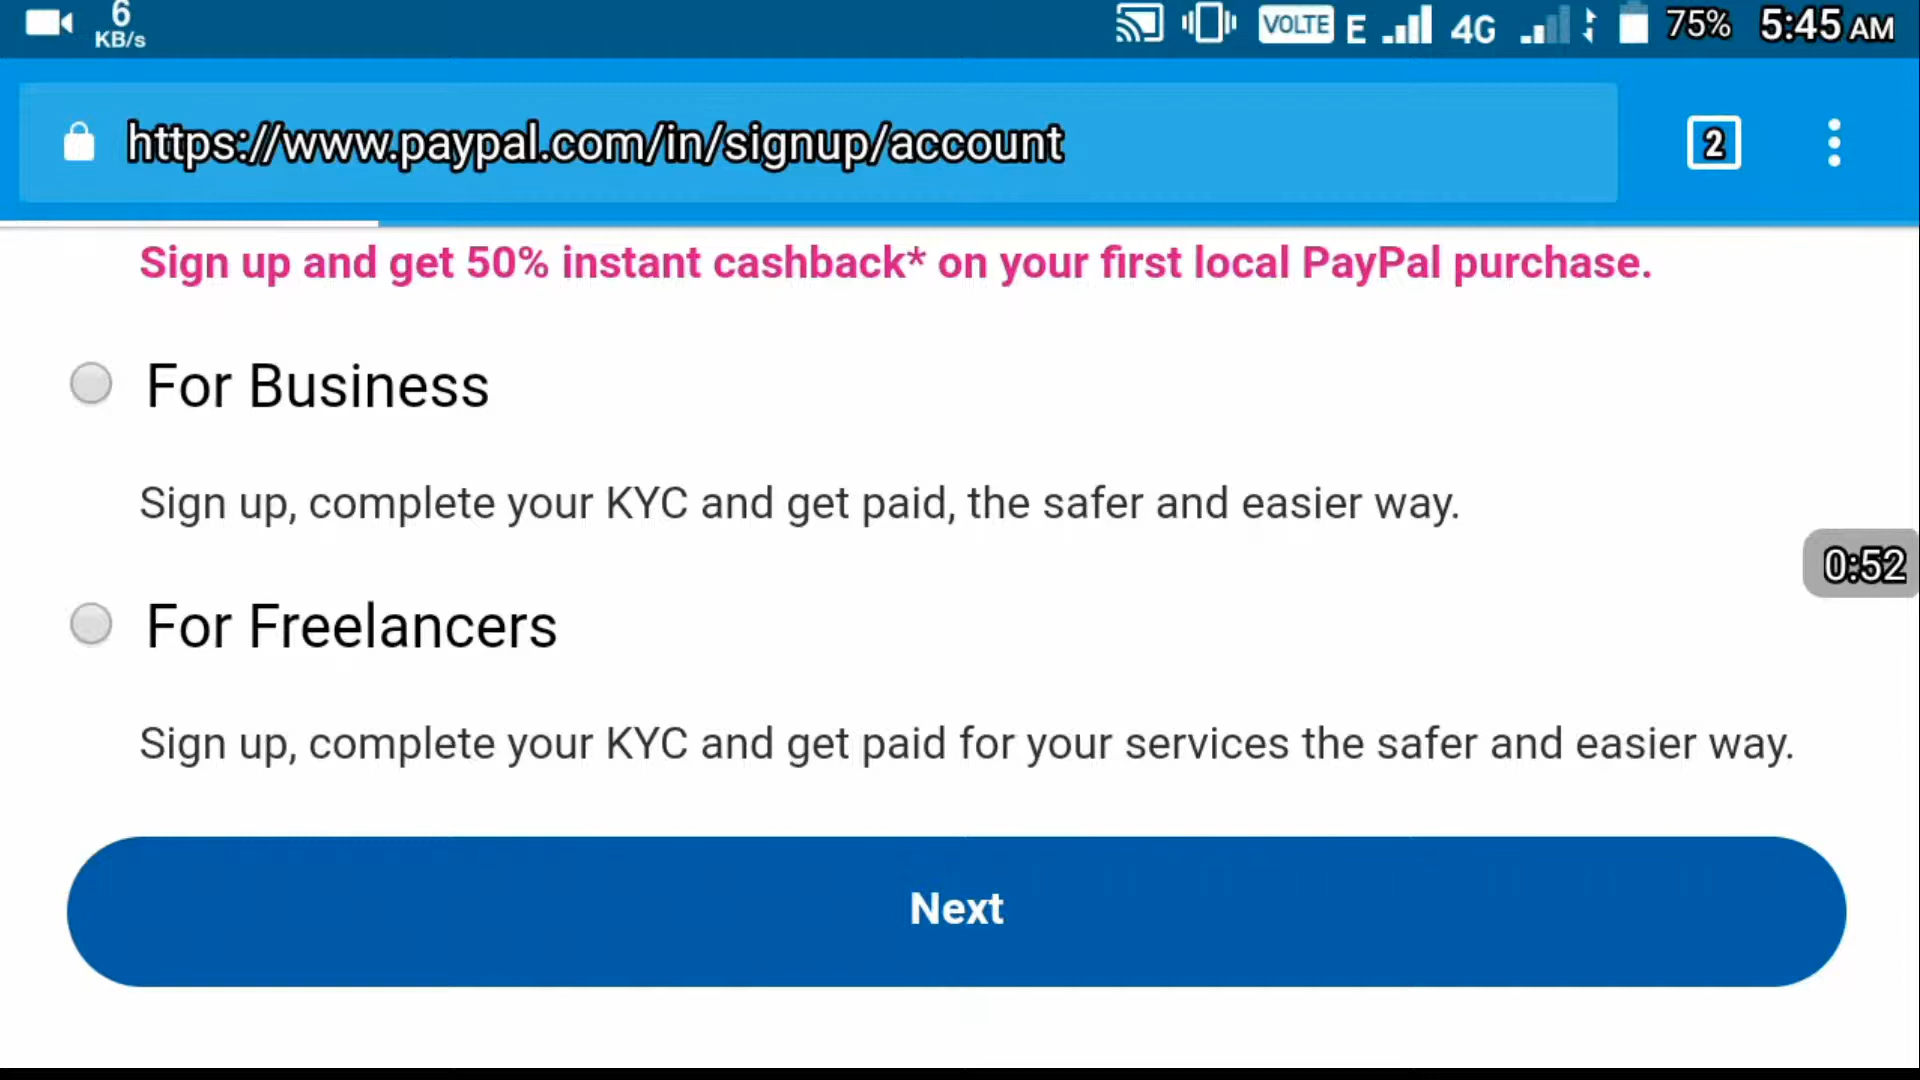 6
KB/s
VOLTE E 4G 75% 5:45 AM
https://www.paypal.com/in/signup/account
2
Sign up and get 50% instant cashback* on your first local PayPal purchase.
For Business
Sign up, complete your KYC and get paid, the safer and easier way.
0:52
For Freelancers
Sign up, complete your KYC and get paid for your services the safer and easier way.
Next